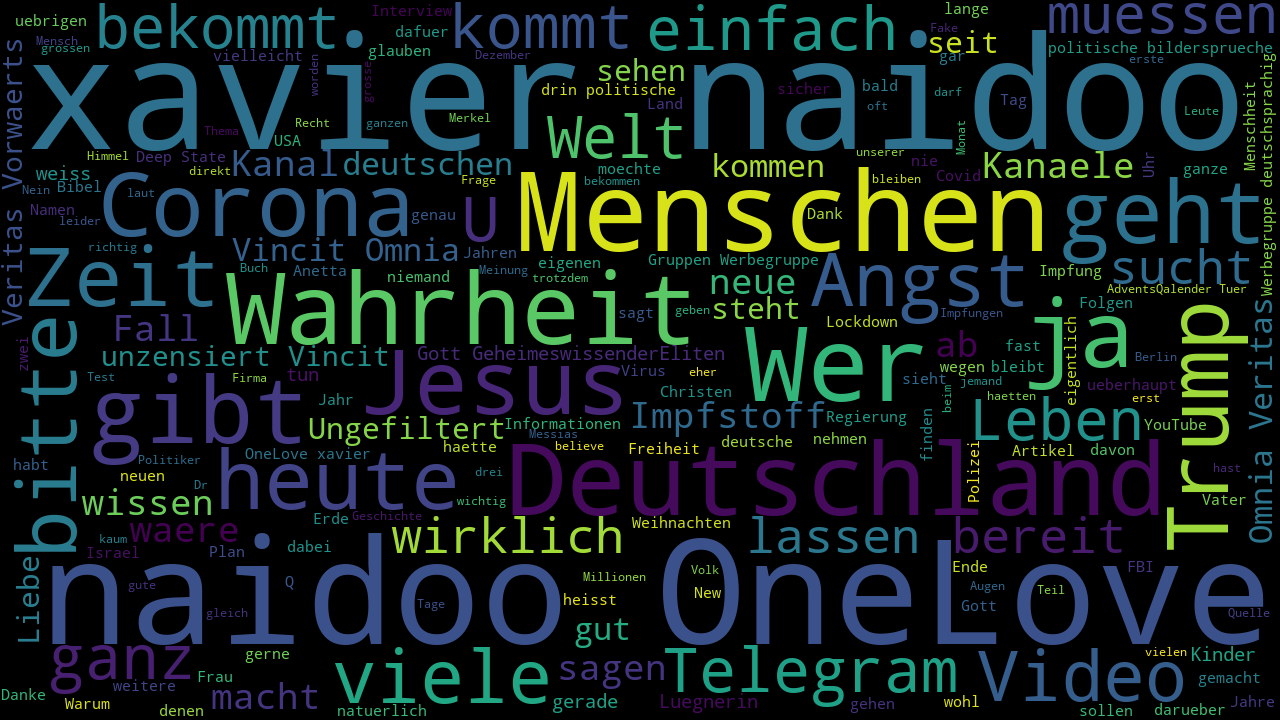 uebrigen bekommt Interview kommt einfach lange Fake muessen
Mensch grossen vielleicht dafuer glauben Dezember seit gar politische bildersprueche
xavier naidoo
worden grosse sehen drin politische sicher bald oft darf erste
Thema Recht ganzen USA Merkel Welt Land Tag Monat Leute
Veritas Vorwaerts Himmel Deep State direkt Kanal deutschen Frage moechte kommen unserer nie Covid Kanaele Uhr ganze Menschheit Werbegruppe deutschsprachig
weiss Nein Bibel laut Corona genau U Menschen bekommen bleiben Dank geht
Namen leider richtig Vincit Omnia Jahren eigenen Gruppen Werbegruppe Angst Impfung sucht
Zeit Buch Anetta niemand Meinung trotzdem neue AdventsQalender Tuer
Fall Wahrheit sagt geben steht Lockdown Impfungen Folgen
zwei bitte unzensiert Vincit Gott GeheimeswissenderEliten Wer ab fast eigentlich ja Berlin Trump Omnia Veritas
Test Firma tun Jesus Virus eher Christen sieht wegen bleibt jemand ueberhaupt
gibt Jahr Impfstoff Regierung beim haetten erst Leben YouTube
Ungefiltert Informationen Messias believe Freiheit deutsche nehmen finden Artikel davon
habt Politiker OneLove xavier haette Deutschland Polizei hast
neuen Dr heute drei wichtig Vater
wissen waere Erde Geschichte wirklich Weihnachten lassen bereit
kaum Israel Plan dabei
Liebe gute Q naidoo OneLove Millionen Volk Ende Augen FBI
gleich Tage heisst New Gott Teil Quelle
ganz gerne gut vielen
Frau viele sagen Telegram Video Kinder
Danke weitere macht gemacht
Warum denen natuerlich gerade Luegnerin gehen wohl sollen darueber Jahre